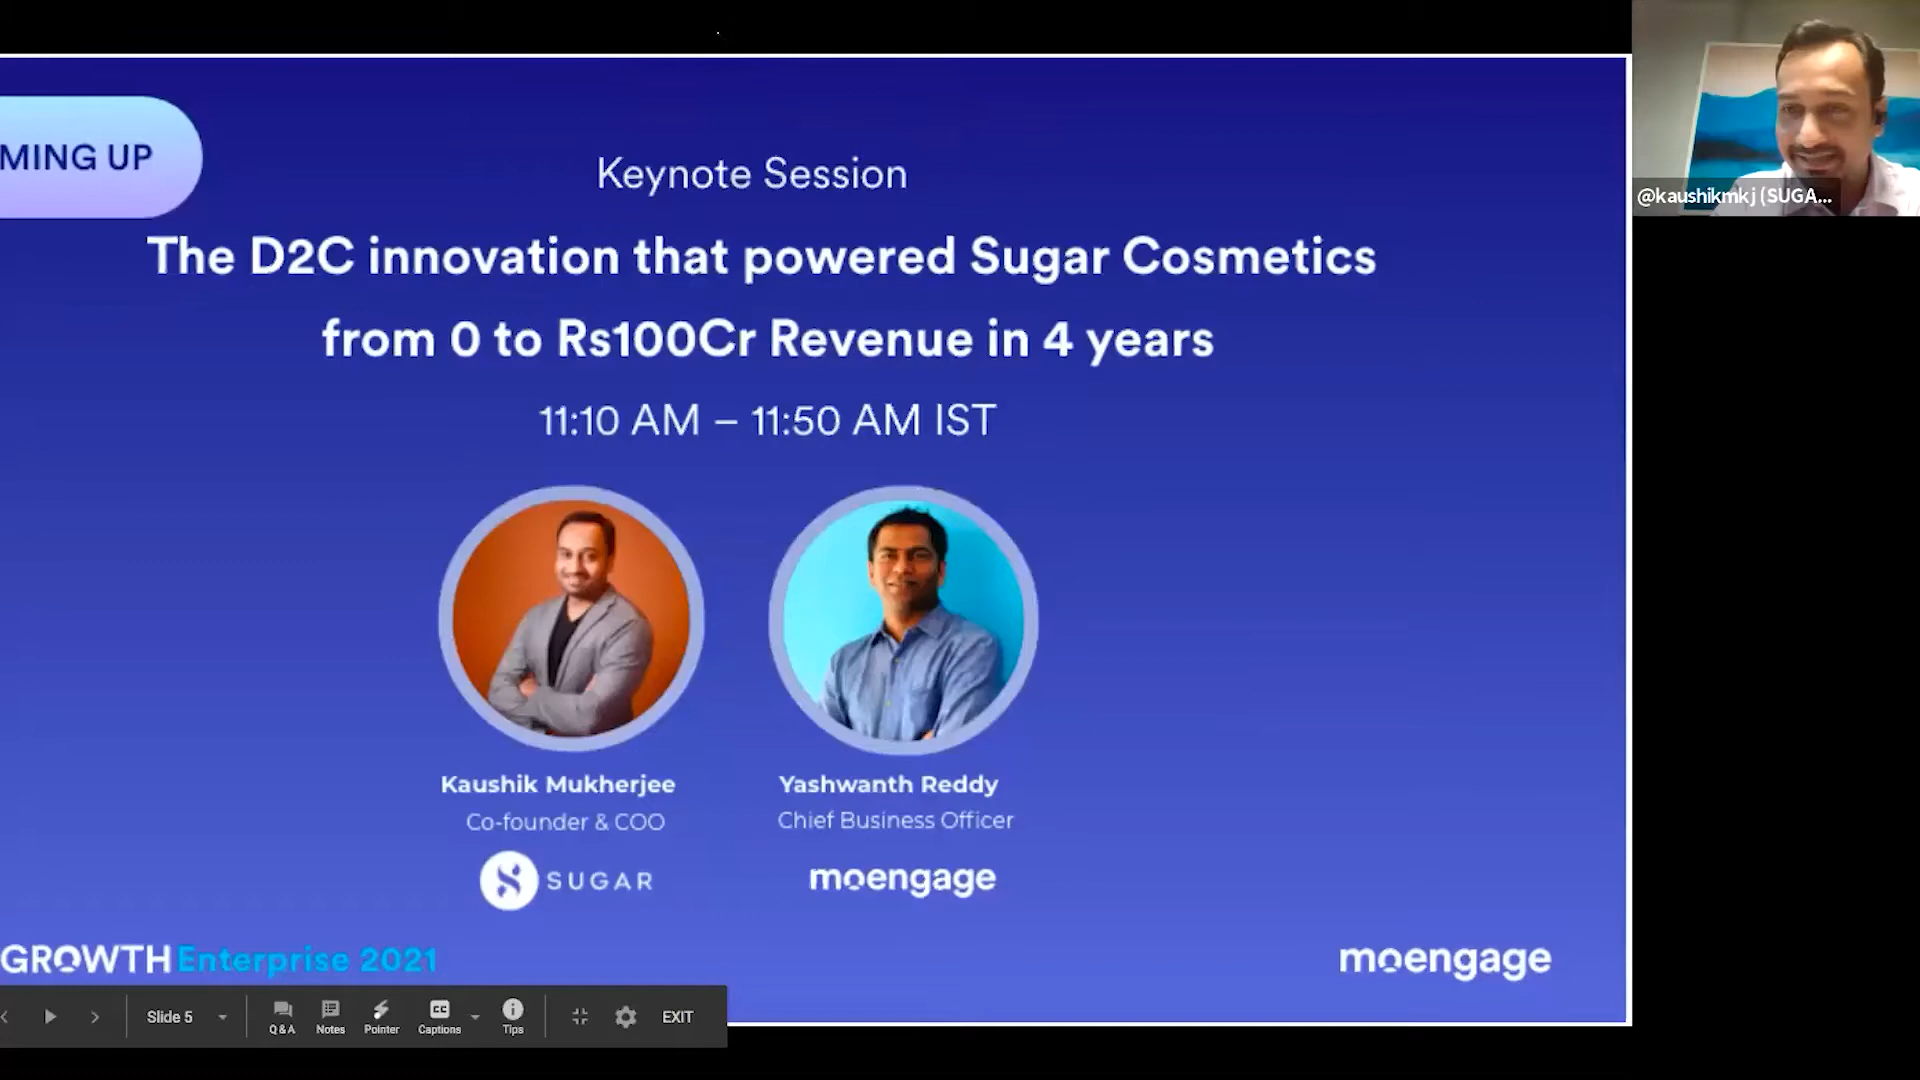 MING UP
Keynote Session
The D2C innovation that powered Sugar Cosmetics
from 0 to Rs100Cr Revenue in 4 years
11:10 AM – 11:50 AM IST
Kaushik Mukherjee
Co-founder & COO
SUGAR
Yashwanth Reddy
Chief Business Officer
moengage
GROWTH Enterprise 2021
moengage
Slide 5
Q&A
Notes
Pointer
CC
Captions
Tips
EXIT
@kaushikmkj (SUGA...